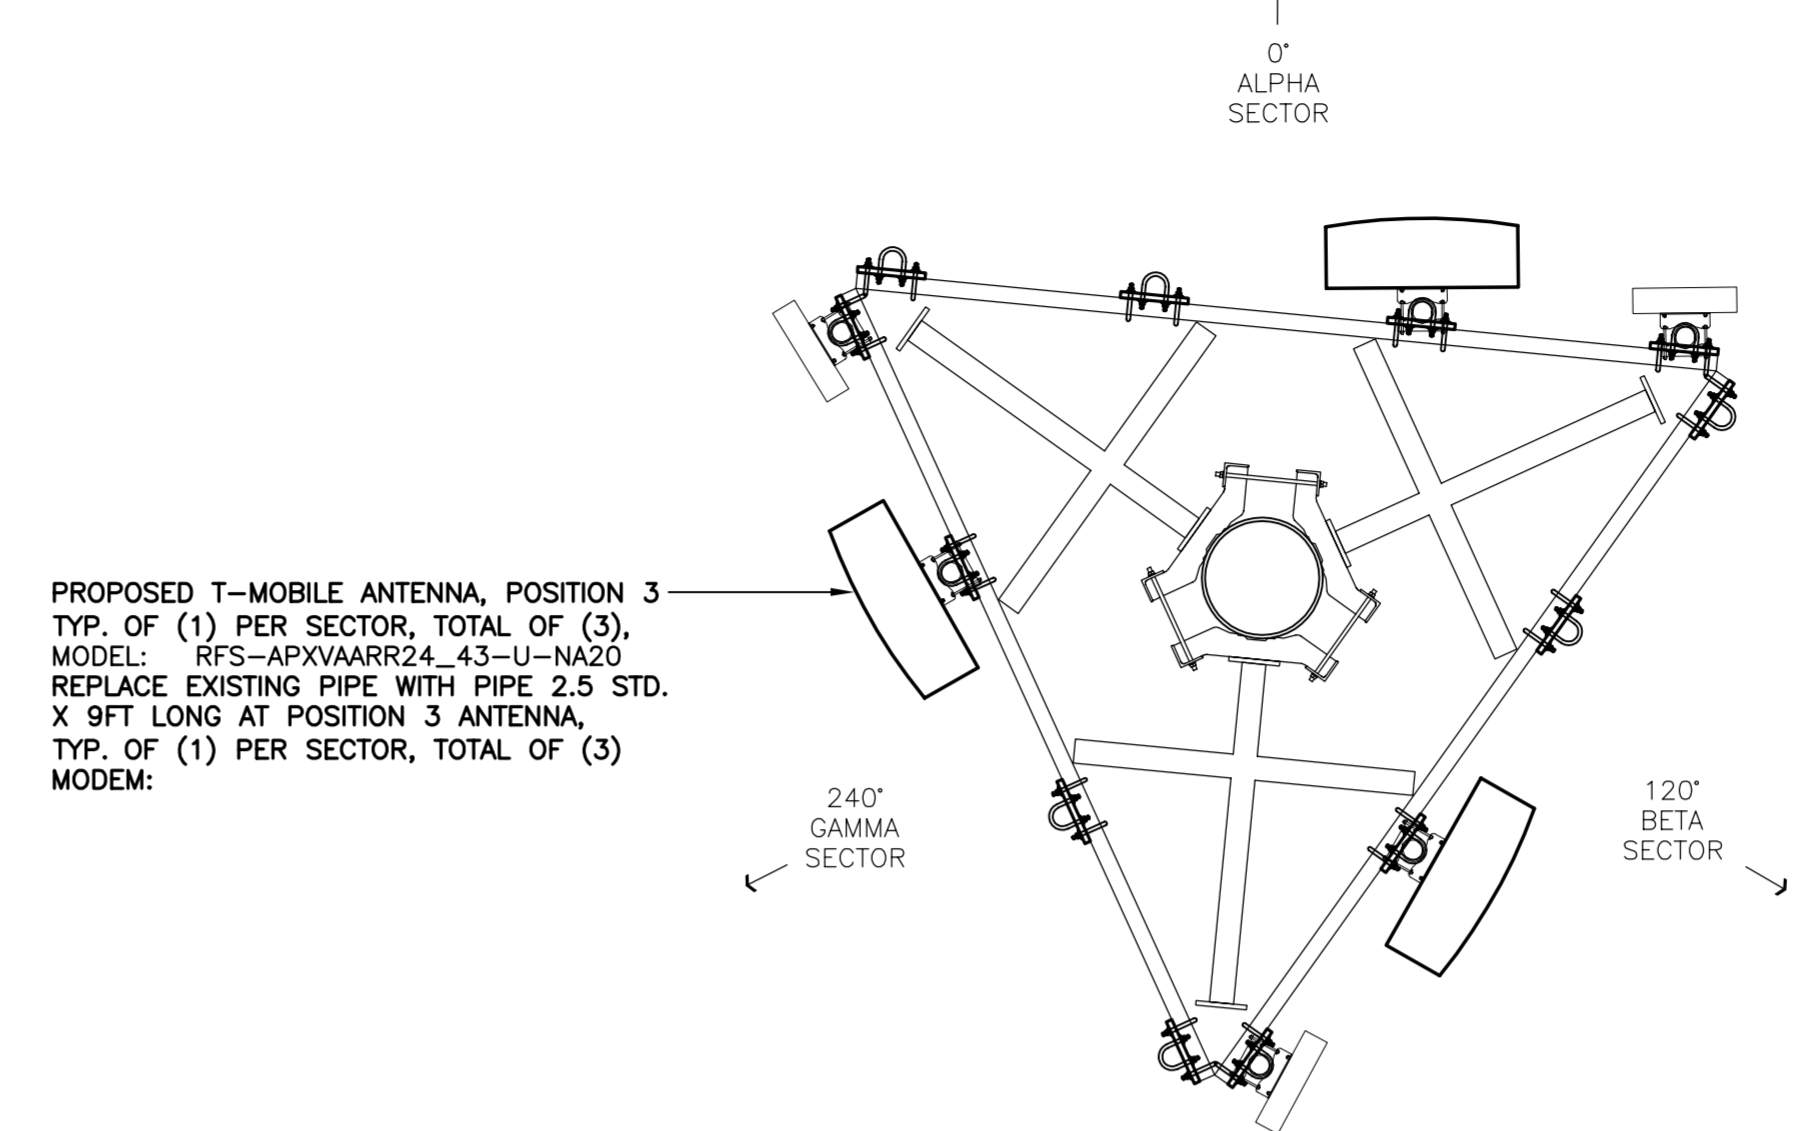 0°
ALPHA
SECTOR
PROPOSED T-MOBILE ANTENNA, POSITION 3
TYP. OF (1) PER SECTOR, TOTAL OF (3),
MODEL: RFS-APXVAARR24_43-U-NA20
REPLACE EXISTING PIPE WITH PIPE 2.5 STD.
X 9FT LONG AT POSITION 3 ANTENNA,
TYP. OF (1) PER SECTOR, TOTAL OF (3)
MODEM:
240°
GAMMA
SECTOR
120°
BETA
SECTOR